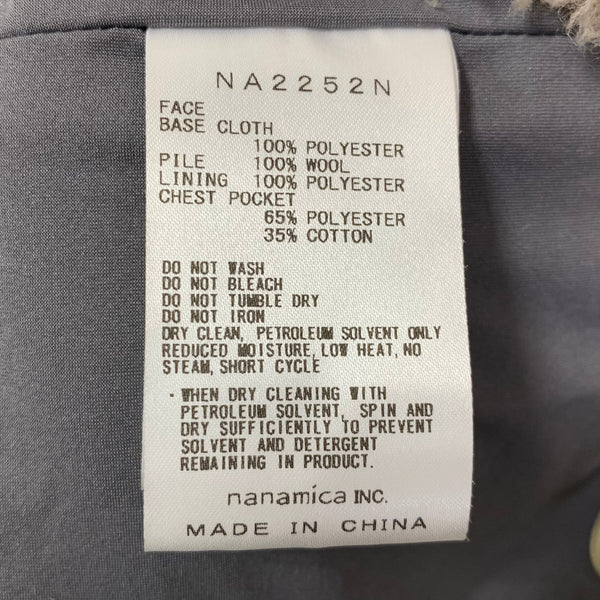 NA2252N
FACE
BASE CLOTH
100% POLYESTER
PILE 100% WOOL
LINING 100% POLYESTER
CHEST POCKET
65% POLYESTER
35% COTTON
DO NOT WASH
DO NOT BLEACH
DO NOT TUMBLE DRY
DO NOT IRON
DRY CLEAN, PETROLEUM SOLVENT ONLY
REDUCED MOISTURE, LOW HEAT, NO
STEAM, SHORT CYCLE
・WHEN DRY CLEANING WITH
PETROLEUM SOLVENT, SPIN AND
DRY SUFFICIENTLY TO PREVENT
SOLVENT AND DETERGENT
REMAINING IN PRODUCT.
nanamica INC.
MADE IN CHINA